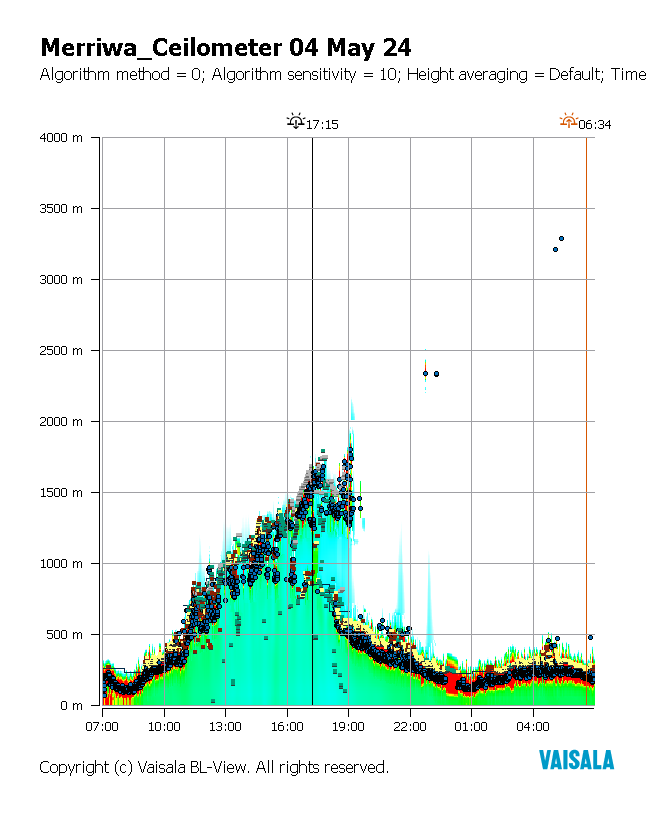 Merriwa_Ceilometer 04 May 24
Algorithm method = 0; Algorithm sensitivity = 10; Height averaging = Default; Time
17:15
06:34
4000 m
3500 m
3000 m
2500 m
2000 m
1500 m
1000 m
500 m
0 m
07:00 10:00 13:00 16:00 19:00 22:00 01:00 04:00
Copyright (c) Vaisala BL-View. All rights reserved.
VAISALA